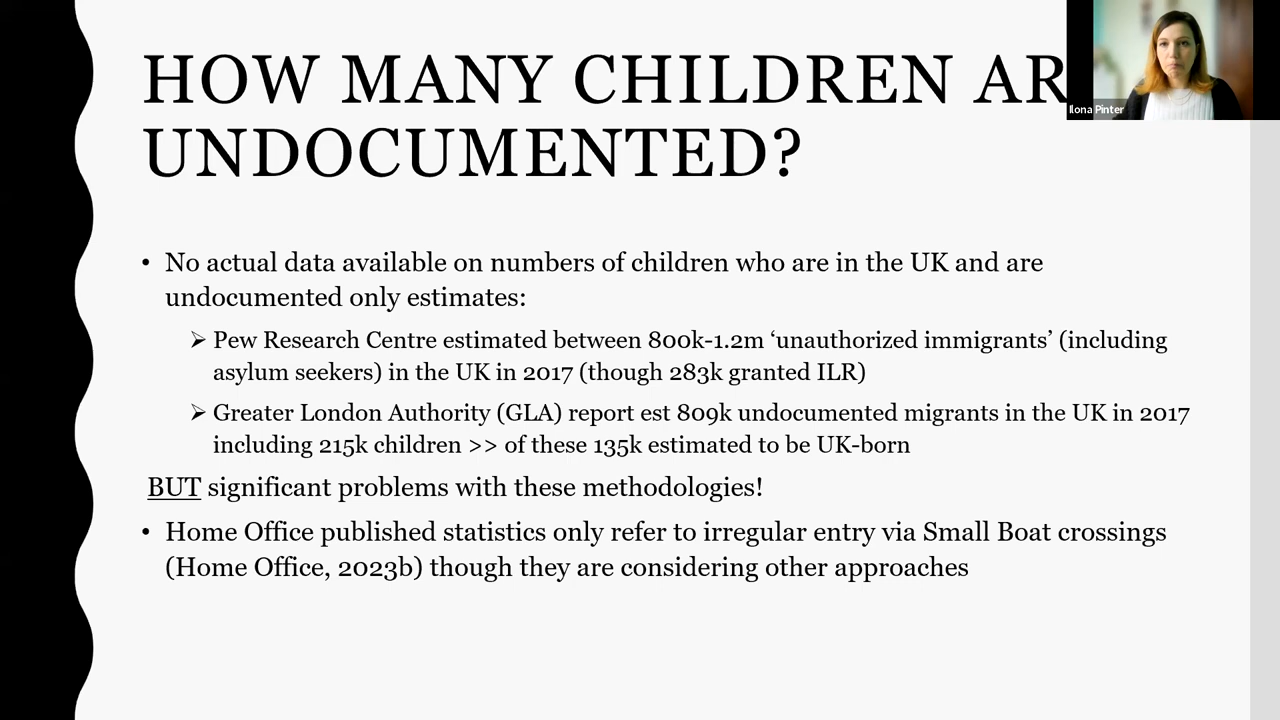 HOW MANY CHILDREN AR
UNDOCUMENTED?
Ilona Pinter
• No actual data available on numbers of children who are in the UK and are
undocumented only estimates:
➢ Pew Research Centre estimated between 800k-1.2m ‘unauthorized immigrants’ (including
asylum seekers) in the UK in 2017 (though 283k granted ILR)
➢ Greater London Authority (GLA) report est 809k undocumented migrants in the UK in 2017
including 215k children >> of these 135k estimated to be UK-born
BUT significant problems with these methodologies!
• Home Office published statistics only refer to irregular entry via Small Boat crossings
(Home Office, 2023b) though they are considering other approaches